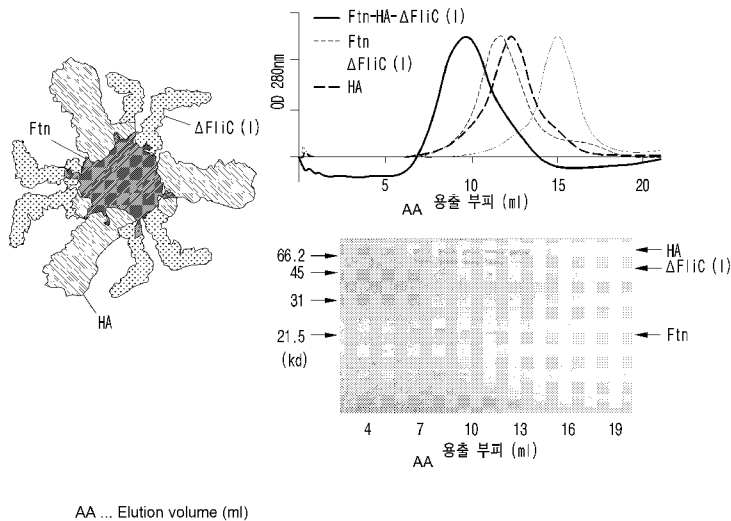 Ftn
ΔFliC (I)
HA
Ftn-HA-ΔFliC (I)
Ftn
ΔFliC (I)
HA
OD 280nm
5
10
15
20
AA 용출 부피 (ml)
66.2
45
31
21.5
(kd)
HA
ΔFliC (I)
Ftn
4
7
10
13
16
19
AA 용출 부피 (ml)
AA ... Elution volume (ml)